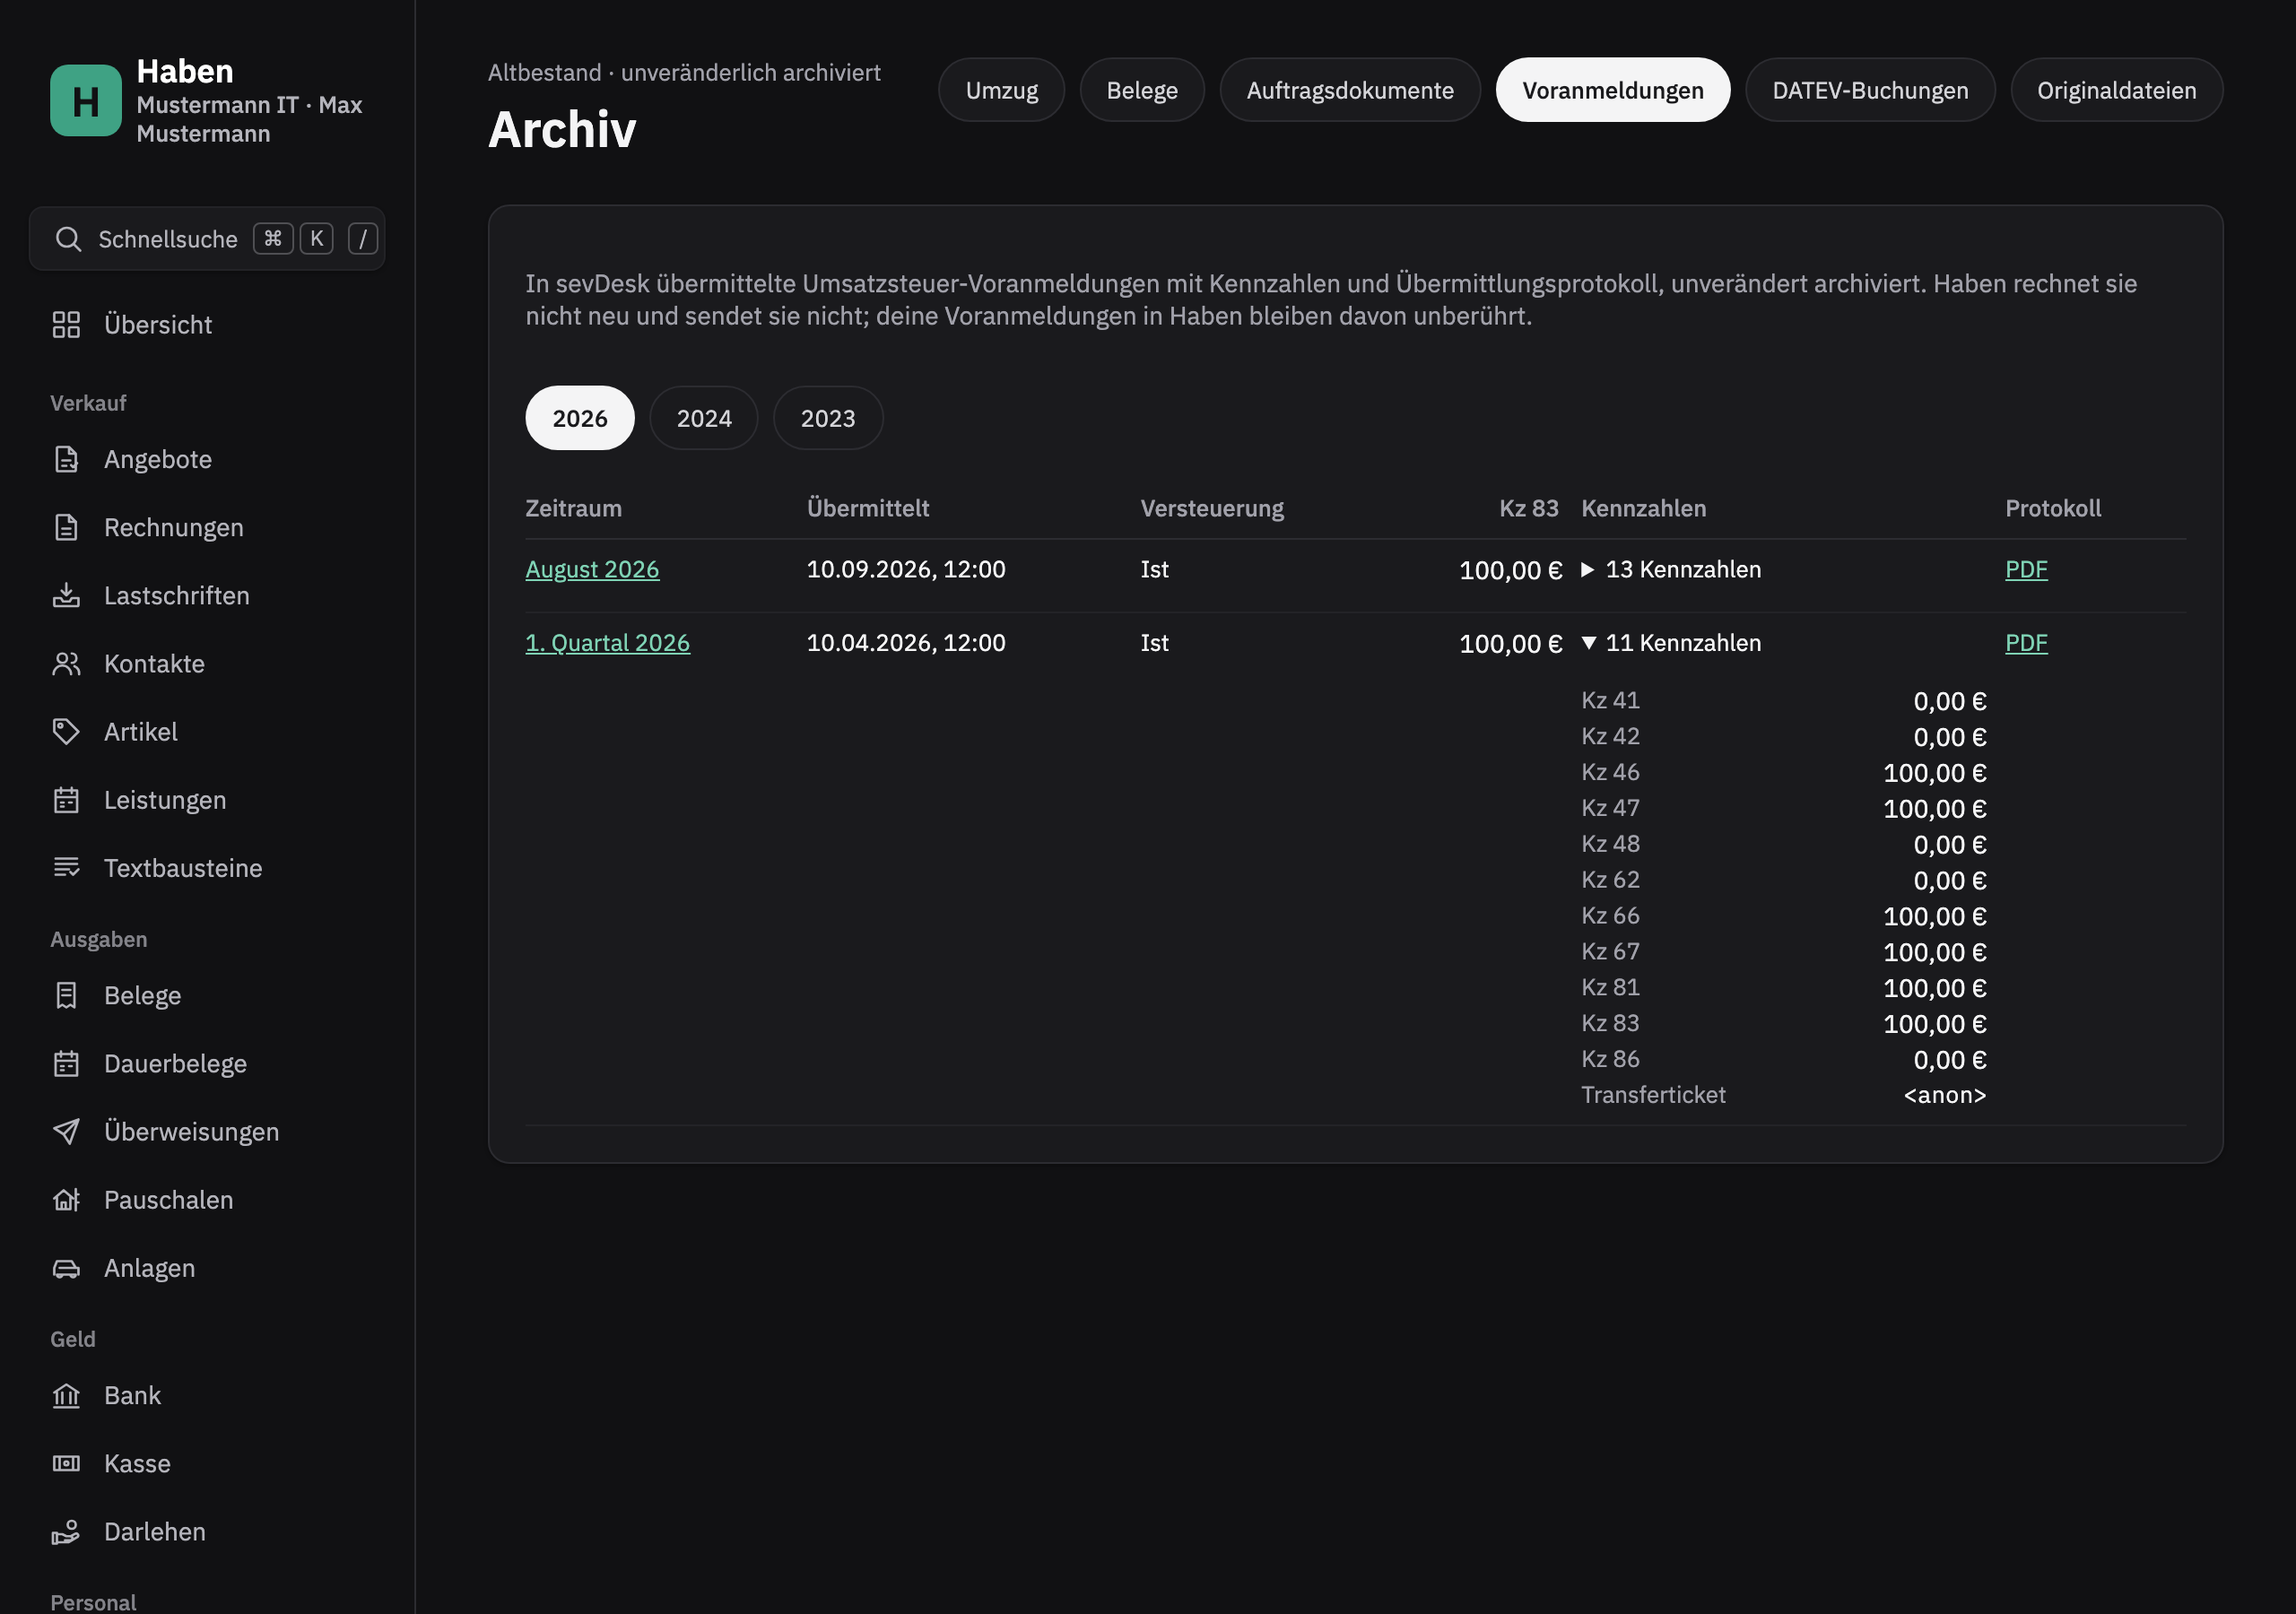 H
Haben
Mustermann IT · Max
Mustermann
Schnellsuche ⌘ K /
Übersicht
Verkauf
Angebote
Rechnungen
Lastschriften
Kontakte
Artikel
Leistungen
Textbausteine
Ausgaben
Belege
Dauerbelege
Überweisungen
Pauschalen
Anlagen
Geld
Bank
Kasse
Darlehen
Personal
Altbestand · unveränderlich archiviert
Archiv
Umzug Belege Auftragsdokumente Voranmeldungen DATEV-Buchungen Originaldateien
In sevDesk übermittelte Umsatzsteuer-Voranmeldungen mit Kennzahlen und Übermittlungsprotokoll, unverändert archiviert. Haben rechnet sie
nicht neu und sendet sie nicht; deine Voranmeldungen in Haben bleiben davon unberührt.
2026 2024 2023
Zeitraum Übermittelt Versteuerung Kz 83 Kennzahlen Protokoll
August 2026 10.09.2026, 12:00 Ist 100,00 € ▶ 13 Kennzahlen PDF
1. Quartal 2026 10.04.2026, 12:00 Ist 100,00 € ▼ 11 Kennzahlen PDF
Kz 41 0,00 €
Kz 42 0,00 €
Kz 46 100,00 €
Kz 47 100,00 €
Kz 48 0,00 €
Kz 62 0,00 €
Kz 66 100,00 €
Kz 67 100,00 €
Kz 81 100,00 €
Kz 83 100,00 €
Kz 86 0,00 €
Transferticket <anon>